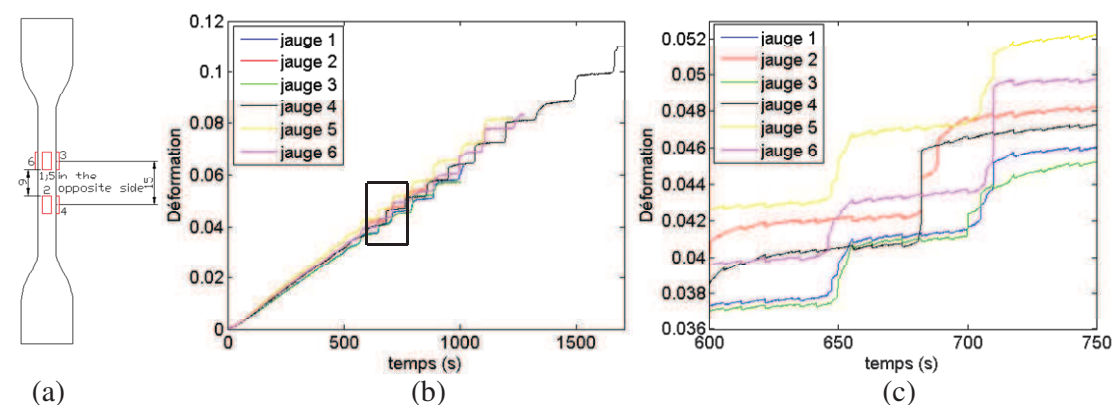 6
3
1;5 in the
opposite side
2
4
9
15
0.12
0.1
0.08
0.06
0.04
0.02
0
0
500
1000
1500
Déformation
temps (s)
jauge 1
jauge 2
jauge 3
jauge 4
jauge 5
jauge 6
0.052
0.05
0.048
0.046
0.044
0.042
0.04
0.038
0.036
600
650
700
750
Déformation
temps (s)
jauge 1
jauge 2
jauge 3
jauge 4
jauge 5
jauge 6
(a)
(b)
(c)